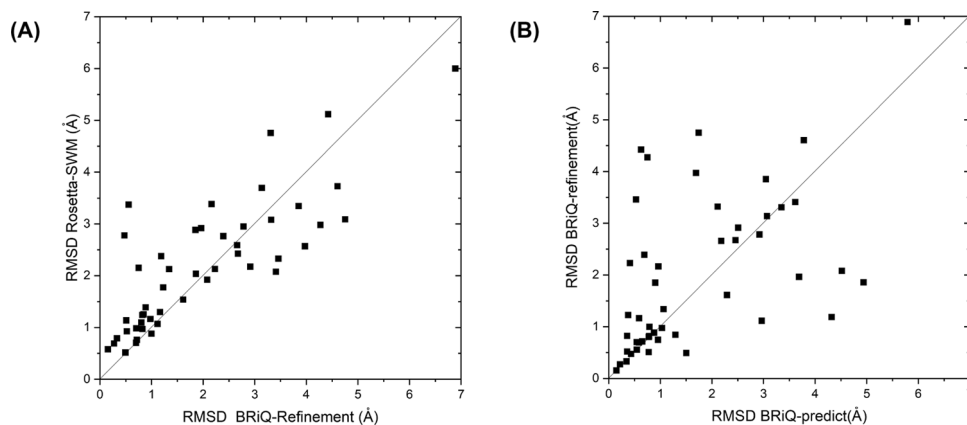 (A)
7
6
5
4
3
2
1
0
RMSD Rosetta-SWM (Å)
0 1 2 3 4 5 6 7
RMSD BRiQ-Refinement (Å)
(B)
7
6
5
4
3
2
1
0
RMSD BRiQ-refinement(Å)
0 1 2 3 4 5 6
RMSD BRiQ-predict(Å)